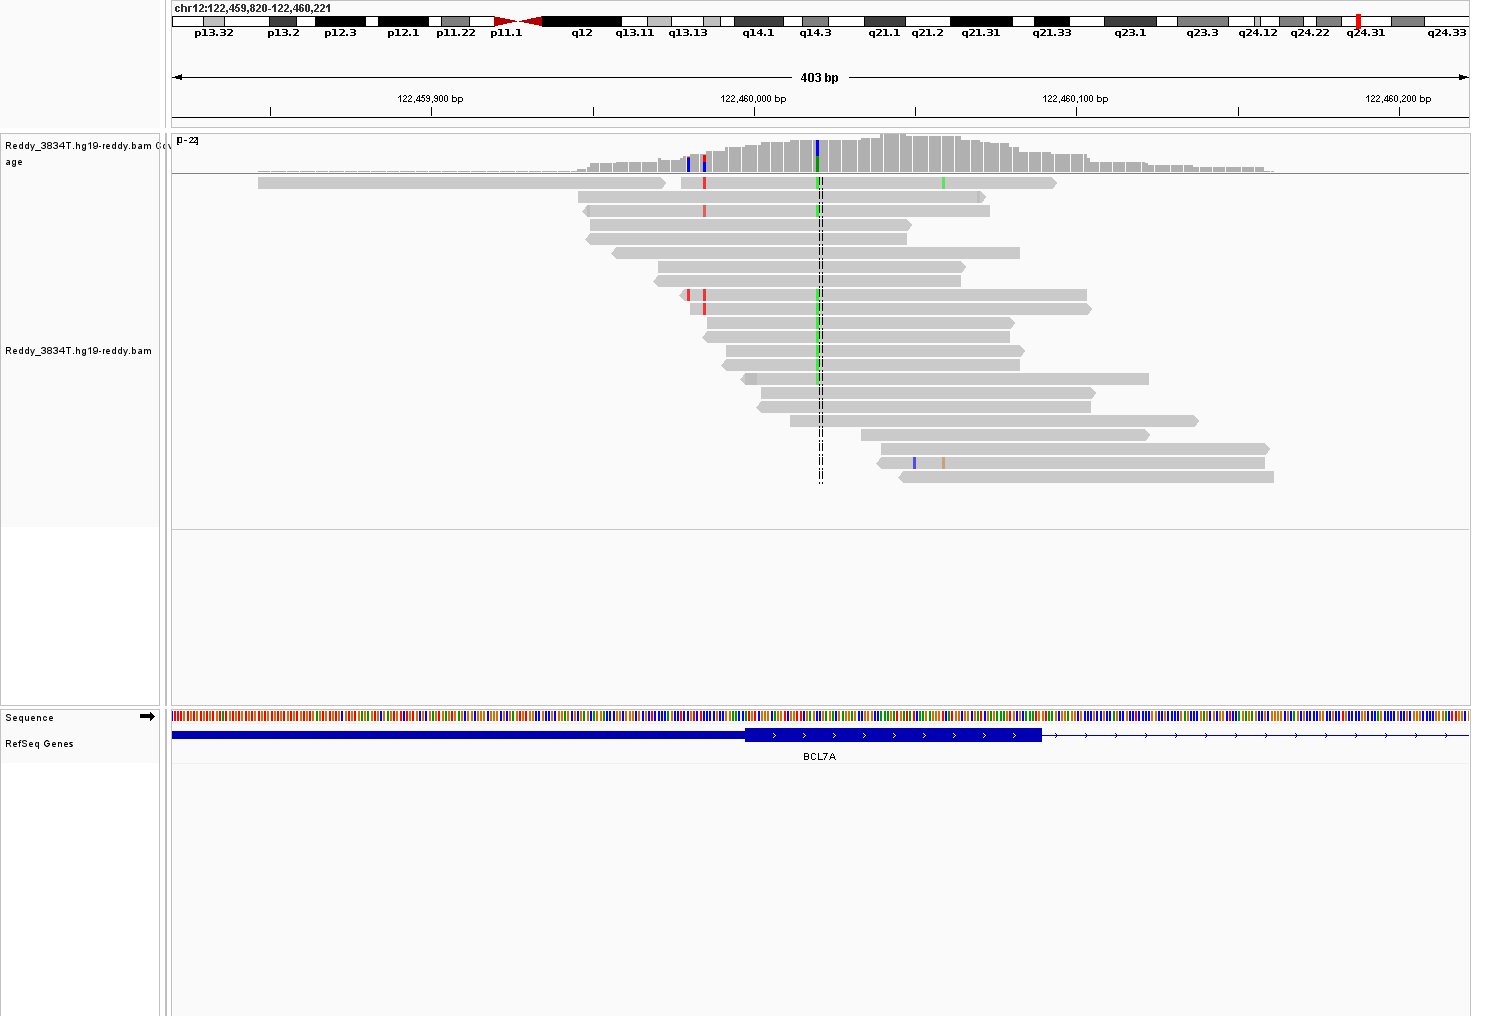 chr12:122,459,820-122,460,221
p13.32 p13.2 p12.3 p12.1 p11.22 p11.1 q12 q13.11 q13.13 q14.1 q14.3 q21.1 q21.2 q21.31 q21.33 q23.1 q23.3 q24.12 q24.22 q24.31 q24.33
403 bp
122,459,900 bp 122,460,000 bp 122,460,100 bp 122,460,200 bp
Reddy_3834T.hg19-reddy.bam Cov
age
[0-22]
Reddy_3834T.hg19-reddy.bam
Sequence
RefSeq Genes
BCL7A